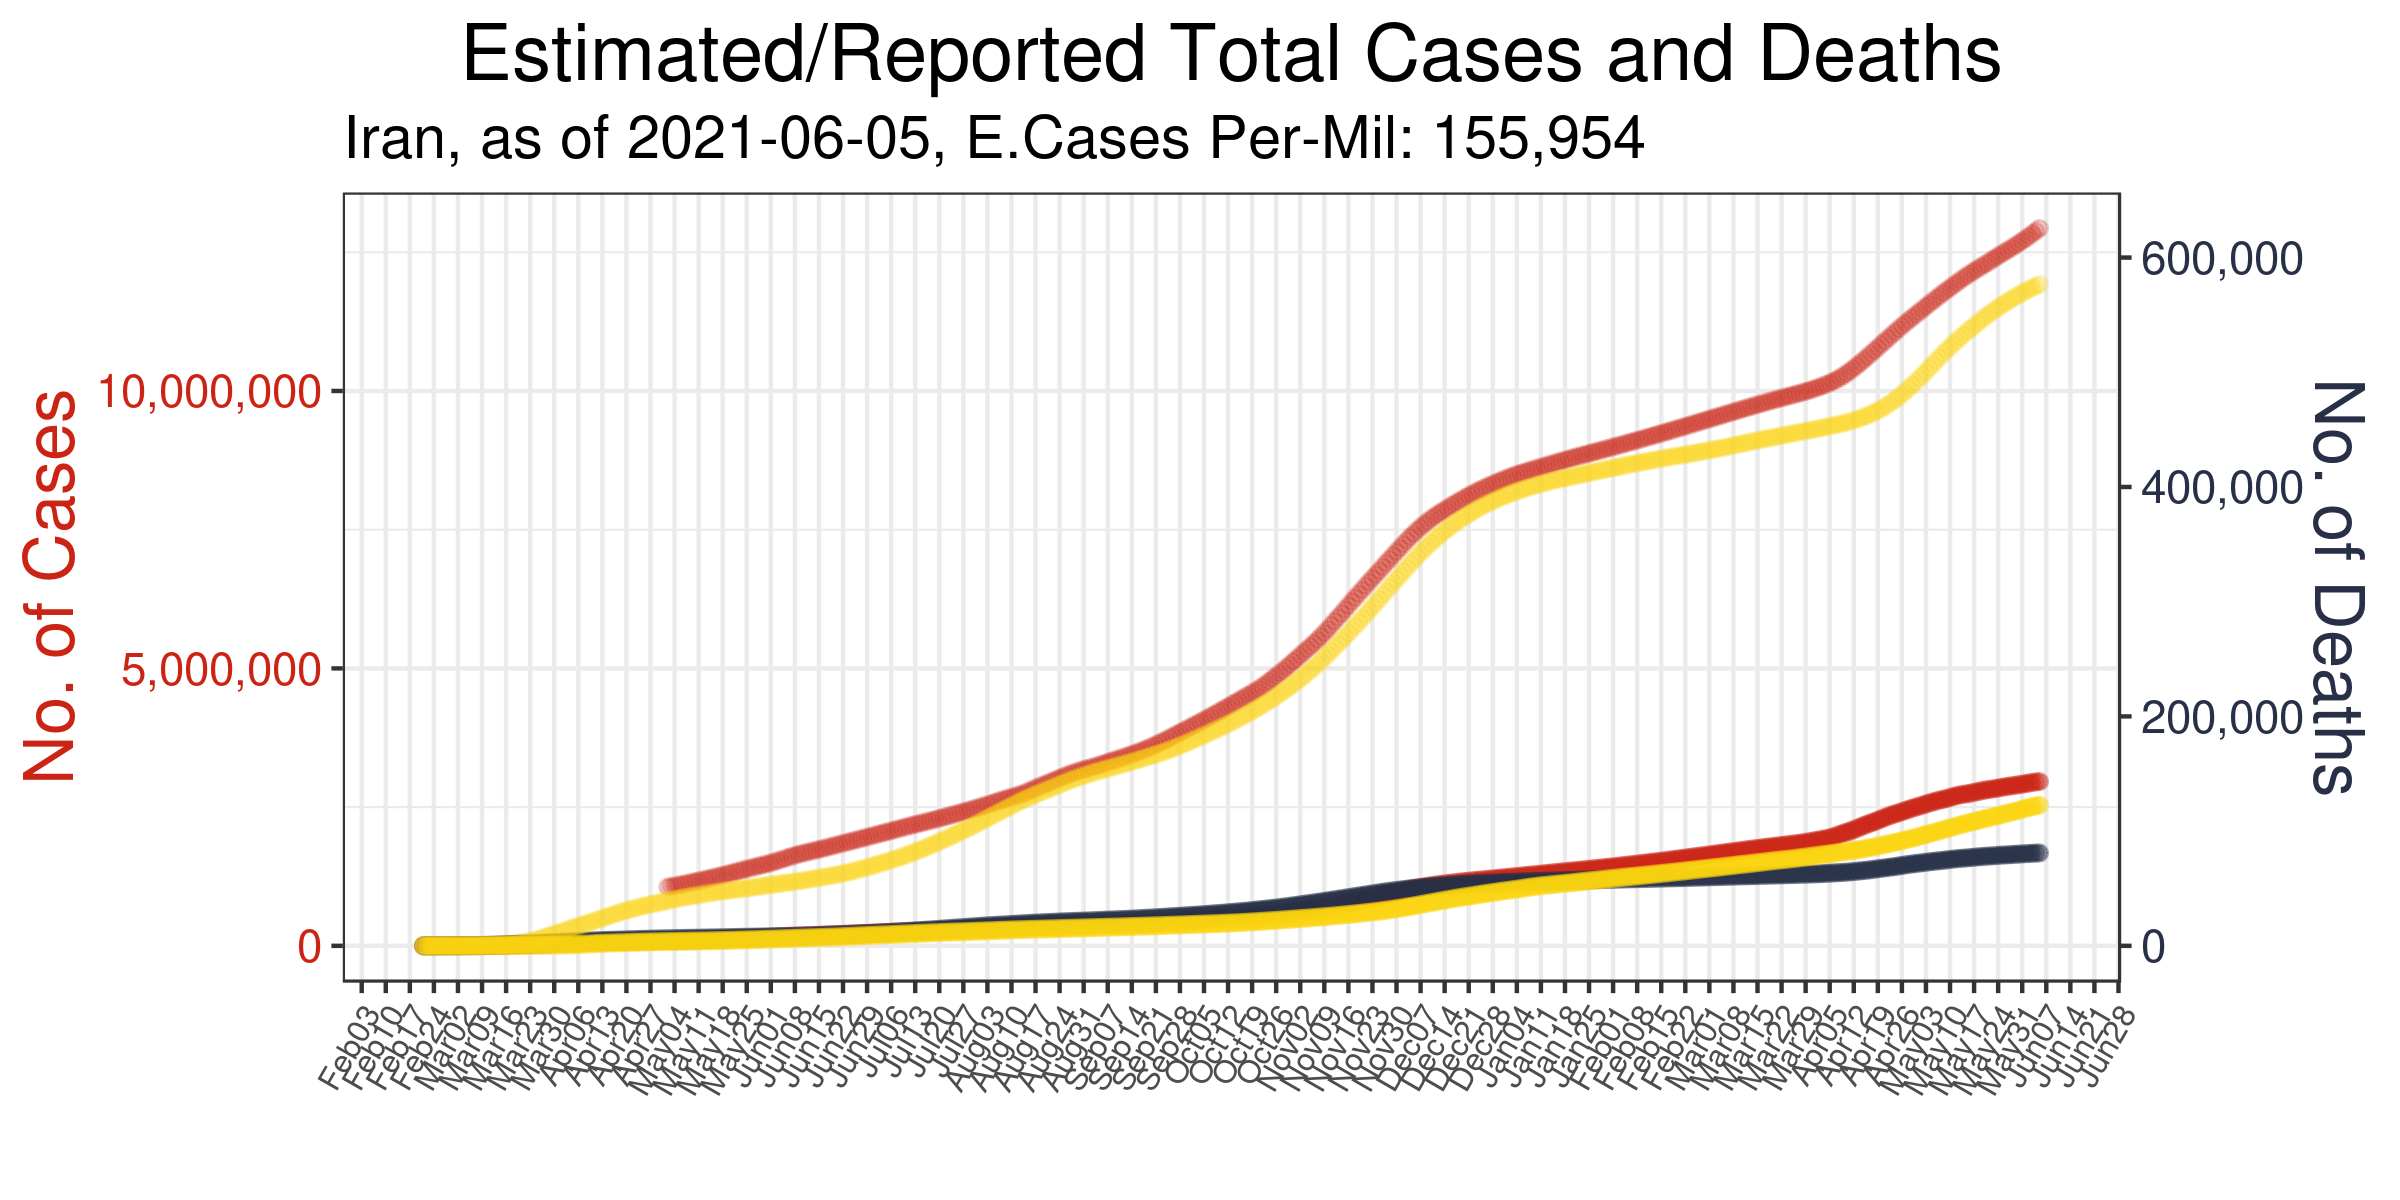 Estimated/Reported Total Cases and Deaths
Iran, as of 2021-06-05, E.Cases Per-Mil: 155,954
No. of Cases
10,000,000
5,000,000
0
600,000
400,000
200,000
0
No. of Deaths
Feb03
Feb10
Feb17
Feb24
Mar02
Mar09
Mar16
Mar23
Mar30
Apr06
Apr13
Apr20
Apr27
May04
May11
May18
May25
Jun01
Jun08
Jun15
Jun22
Jun29
Jul06
Jul13
Jul20
Jul27
Aug03
Aug10
Aug17
Aug24
Aug31
Sep07
Sep14
Sep21
Sep28
Oct05
Oct12
Oct19
Oct26
Nov02
Nov09
Nov16
Nov23
Nov30
Dec07
Dec14
Dec21
Dec28
Jan04
Jan11
Jan18
Jan25
Feb01
Feb08
Feb15
Feb22
Mar01
Mar08
Mar15
Mar22
Mar29
Apr05
Apr12
Apr19
Apr26
May03
May10
May17
May24
May31
Jun07
Jun14
Jun21
Jun28